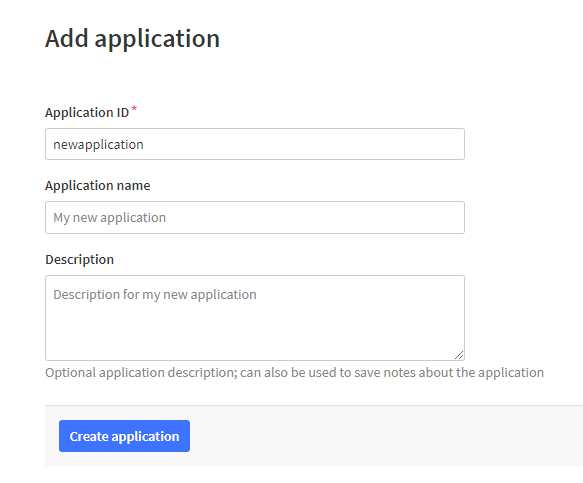 Add application
Application ID *
newapplication
Application name
My new application
Description
Description for my new application
Optional application description; can also be used to save notes about the application
Create application